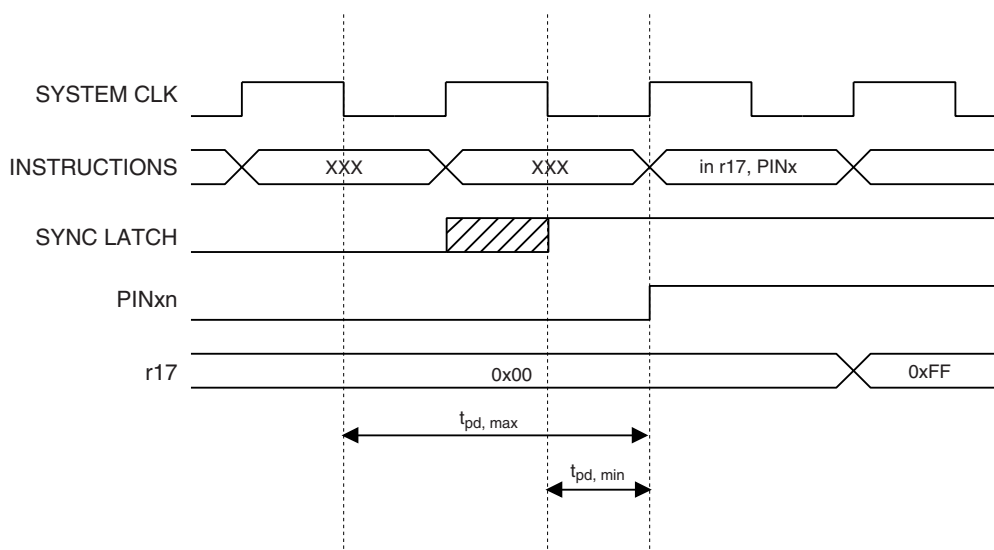 SYSTEM CLK
INSTRUCTIONS XXX XXX in r17, PINx
SYNC LATCH
PINxn
r17 0x00 0xFF
tpd, max
tpd, min